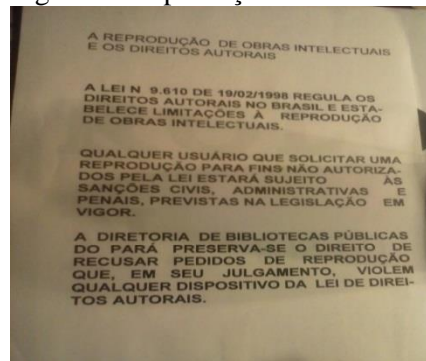 A REPRODUÇÃO DE OBRAS INTELECTUAIS
E OS DIREITOS AUTORAIS
A LEI N 9.610 DE 19/02/1998 REGULA OS
DIREITOS AUTORAIS NO BRASIL E ESTA-
BELECE LIMITAÇÕES À REPRODUÇÃO
DE OBRAS INTELECTUAIS.
QUALQUER USUÁRIO QUE SOLICITAR UMA
REPRODUÇÃO PARA FINS NÃO AUTORIZA-
DOS PELA LEI ESTARÁ SUJEITO ÀS
SANÇÕES CIVIS, ADMINISTRATIVAS E
PENAIS, PREVISTAS NA LEGISLAÇÃO EM
VIGOR.
A DIRETORIA DE BIBLIOTECAS PÚBLICAS
DO PARÁ PRESERVA-SE O DIREITO DE
RECUSAR PEDIDOS DE REPRODUÇÃO
QUE, EM SEU JULGAMENTO, VIOLEM
QUALQUER DISPOSITIVO DA LEI DE DIREI-
TOS AUTORAIS.